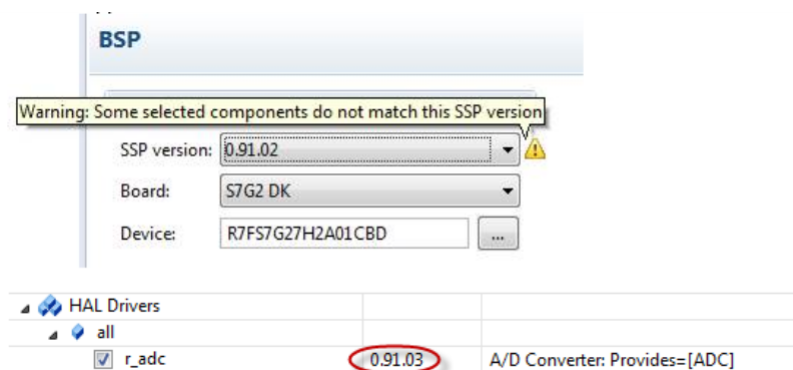 BSP
Warning: Some selected components do not match this SSP version
SSP version: 0.91.02
Board: S7G2 DK
Device: R7FS7G27H2A01CBD ...
HAL Drivers
all
r_adc 0.91.03 A/D Converter: Provides=[ADC]